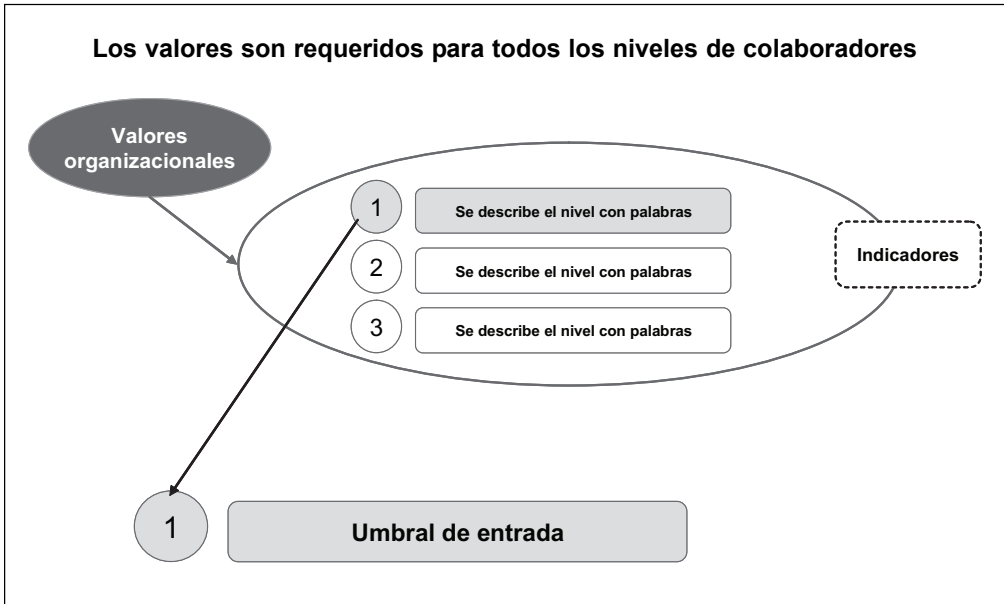 Los valores son requeridos para todos los niveles de colaboradores
Valores
organizacionales
1
Se describe el nivel con palabras
2
Se describe el nivel con palabras
3
Se describe el nivel con palabras
Indicadores
1
Umbral de entrada